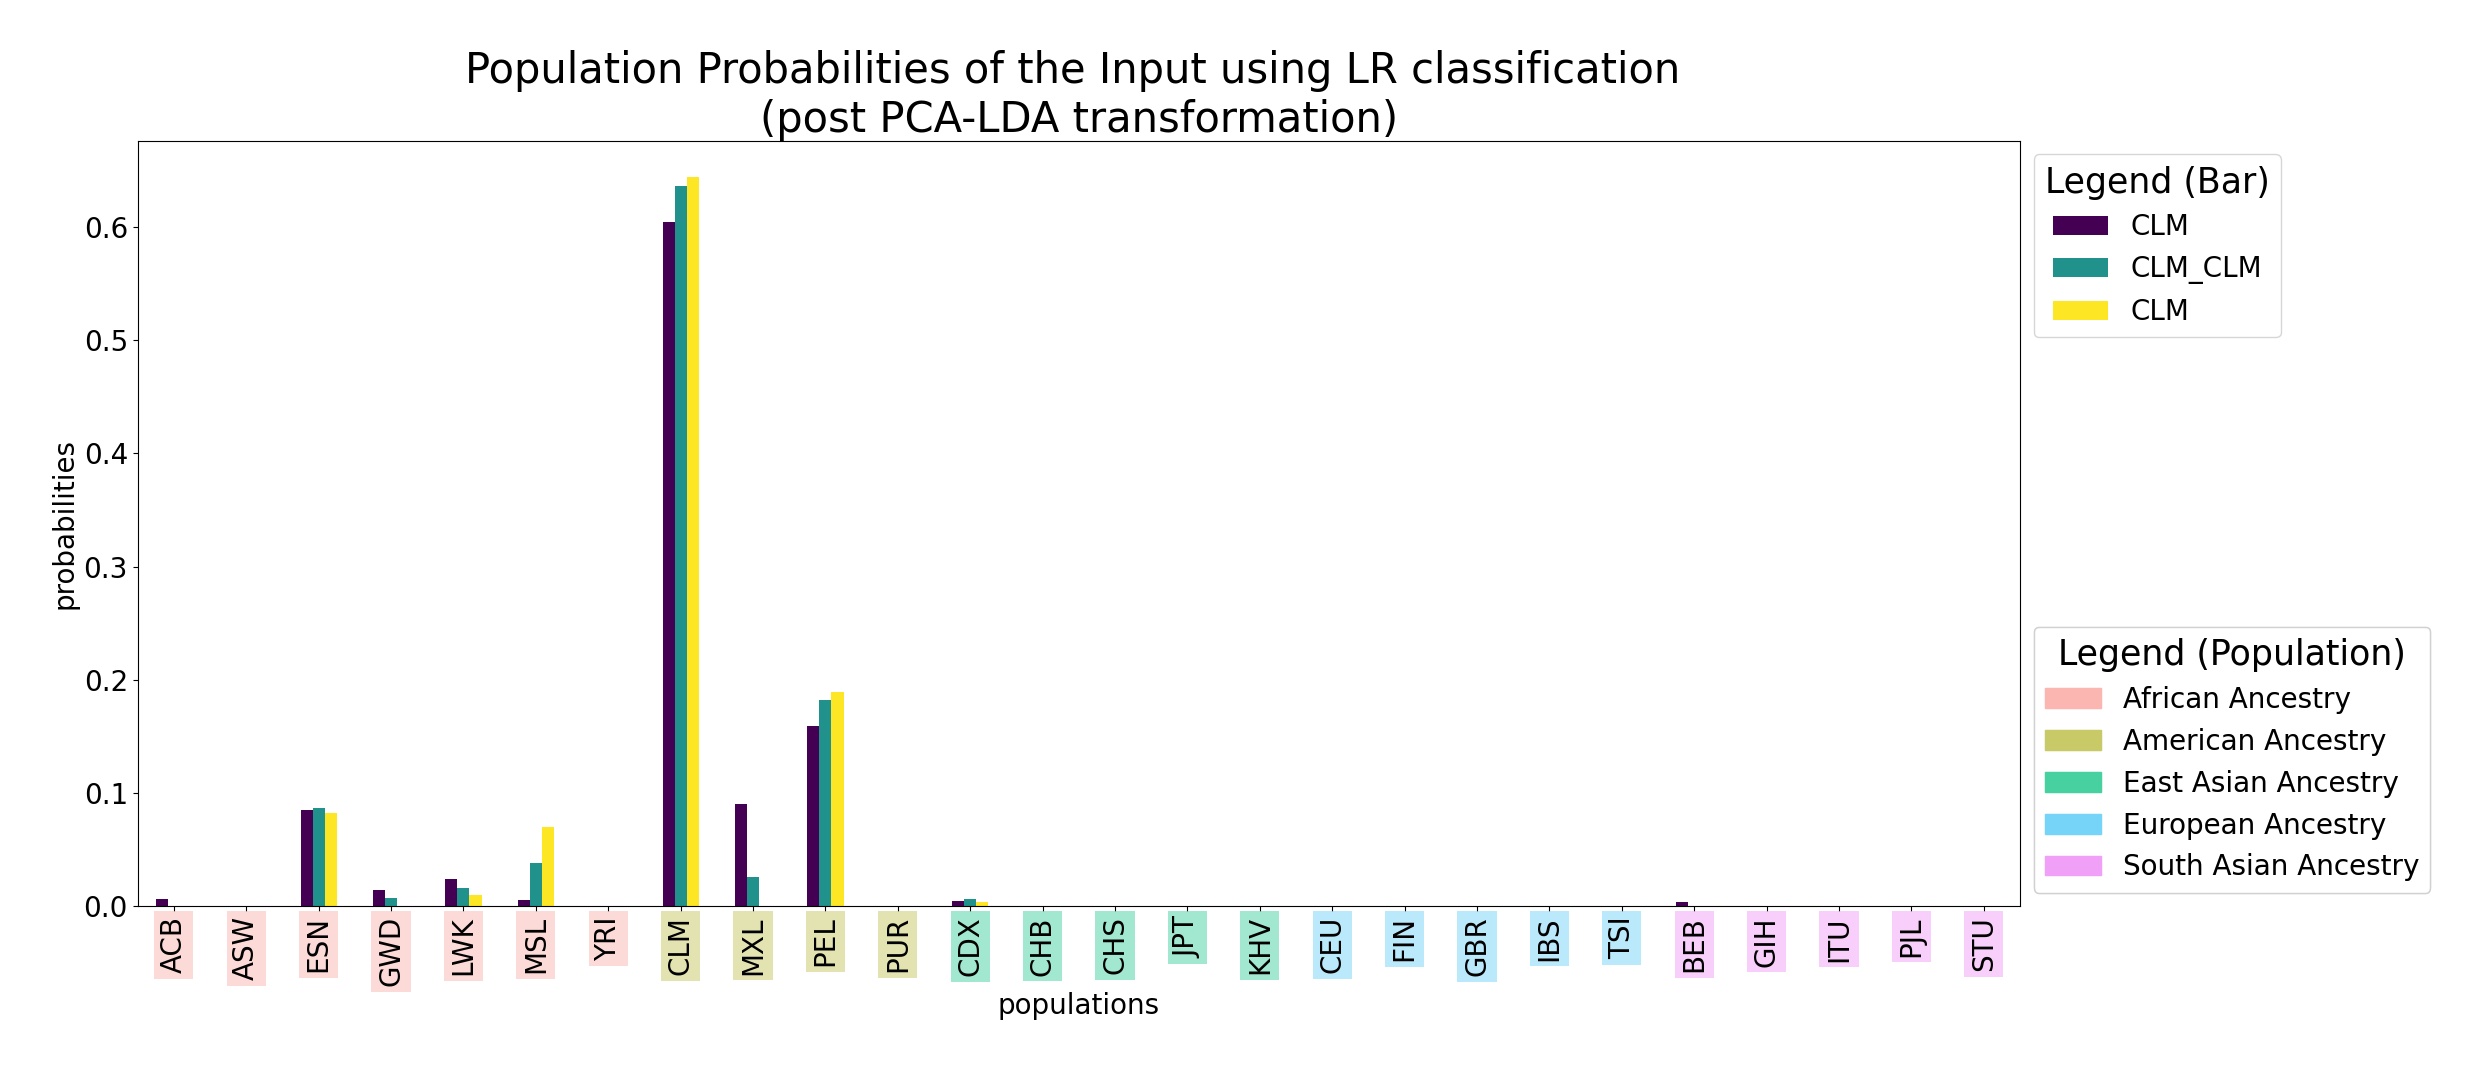 Population Probabilities of the Input using LR classification
(post PCA-LDA transformation)
probabilities
0.6
0.5
0.4
0.3
0.2
0.1
0.0
ACB
ASW
ESN
GWD
LWK
MSL
YRI
CLM
MXL
PEL
PUR
CDX
CHB
CHS
JPT
KHV
CEU
FIN
GBR
IBS
TSI
BEB
GIH
ITU
PJL
STU
populations
Legend (Bar)
CLM
CLM_CLM
CLM
Legend (Population)
African Ancestry
American Ancestry
East Asian Ancestry
European Ancestry
South Asian Ancestry